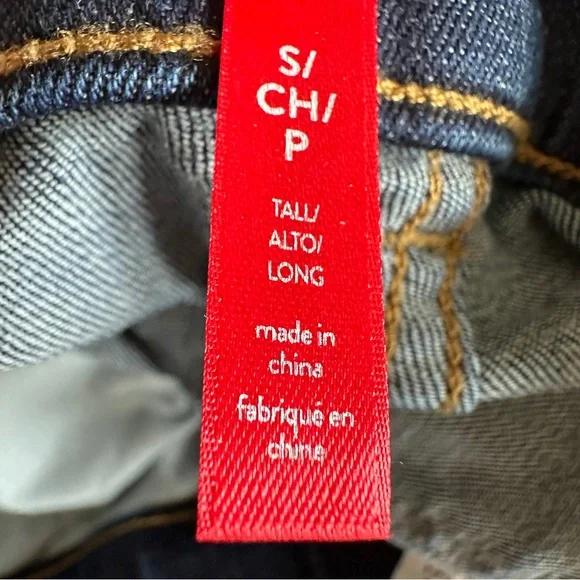 S/
CH/
P
TALL/
ALTO/
LONG
made in
china
fabriqué en
chine